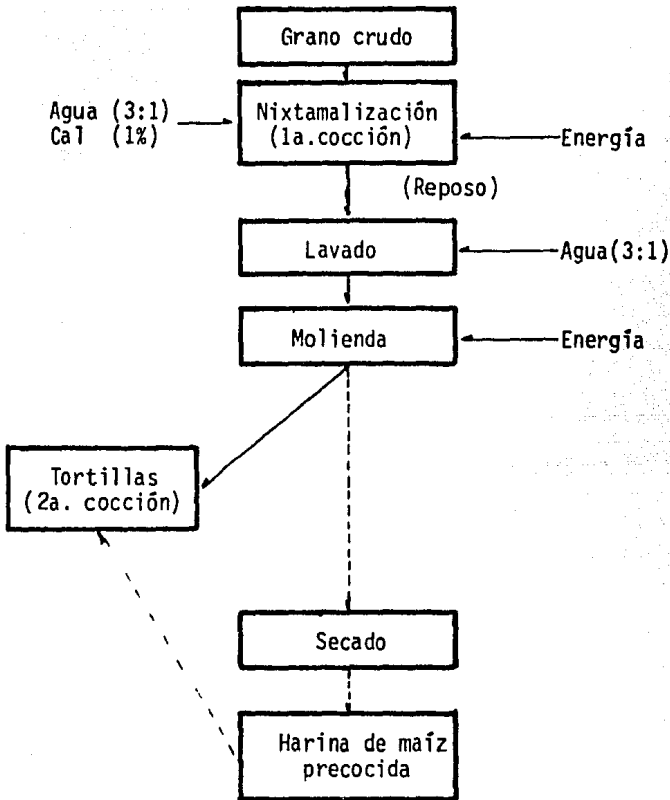 Grano crudo
Agua (3:1)
Cal (1%)
Nixtamalización
(1a.cocción)
Energía
(Reposo)
Lavado
Agua(3:1)
Molienda
Energía
Tortillas
(2a. cocción)
Secado
Harina de maíz
precocida